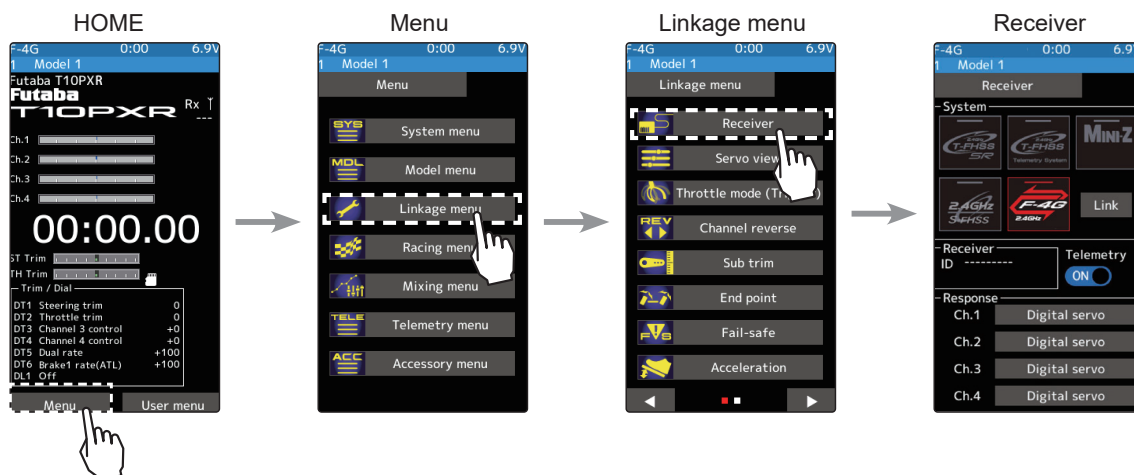 HOME
F-4G 0:00 6.9V
1 Model 1
Futaba T10PXR
Futaba
T10PXR
Rx
---
Ch.1
Ch.2
Ch.3
Ch.4
00:00.00
ST Trim
TH Trim
Trim / Dial
DT1 Steering trim 0
DT2 Throttle trim 0
DT3 Channel 3 control +0
DT4 Channel 4 control +0
DT5 Dual rate +100
DT6 Brake1 rate(ATL) +100
DL1 Off
Menu User menu
Menu
-4G 0:00 6.9V
1 Model 1
Menu
SYS System menu
MDL Model menu
Linkage menu
Racing menu
Mixing menu
TELE Telemetry menu
ACC Accessory menu
Linkage menu
F-4G 0:00 6.9V
1 Model 1
Linkage menu
Receiver
Servo view
Throttle mode (T
REV Channel reverse
Sub trim
End point
F/S Fail-safe
Acceleration
Receiver
F-4G 0:00 6.9
1 Model 1
Receiver
System
T-FHSS SR
T-FHSS Telemetry System
MINI-Z
2.4GHz S-FHSS
F-4G 2.4GHz
Link
Receiver
ID ---------
Telemetry
ON
Response
Ch.1 Digital servo
Ch.2 Digital servo
Ch.3 Digital servo
Ch.4 Digital servo